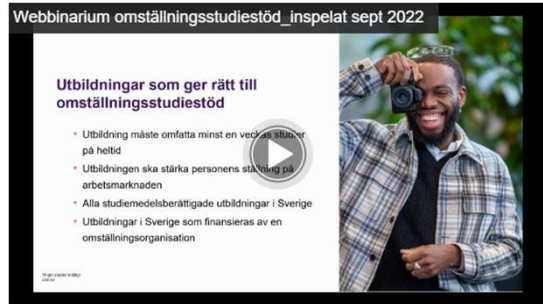 Webbinarium omställningsstudiestöd_inspelat sept 2022
Utbildningar som ger rätt till
omställningsstudiestöd
• Utbildning måste omfatta minst en veckas studier
på heltid
• Utbildningen ska stärka personens ställning på
arbetsmarknaden
• Alla studiemedelsberättigade utbildningar i Sverige
• Utbildningar i Sverige som finansieras av en
omställningsorganisation